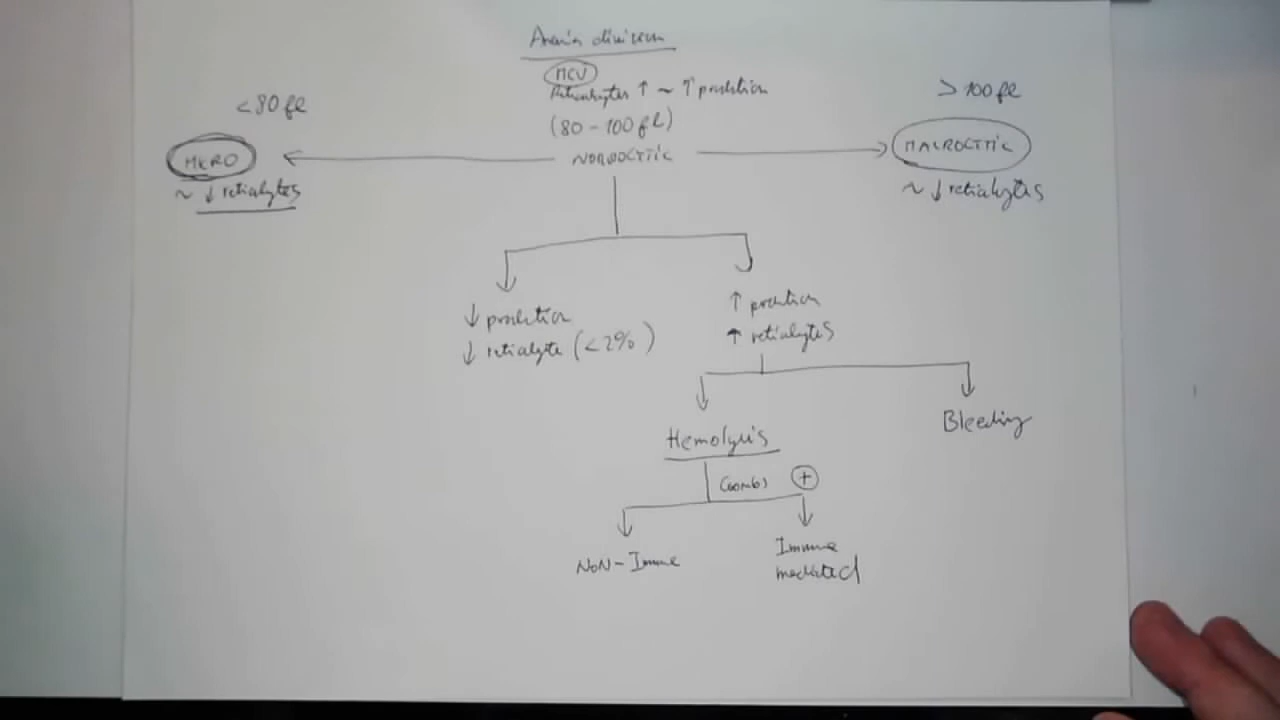 Anemia division
MCV
Reticulocytes ↑ ~ ↑ production
(80-100 fl)
< 80 fl
> 100 fl
MICRO
NORMOCYTIC
MACROCYTIC
~ ↓ reticulocytes
~ ↓ reticulocytes
↓ production
↓ reticulocyte (<2%)
↑ production
↑ reticulocytes
Hemolysis
Bleeding
Coombs +
NON-Immune
Immune
mediated